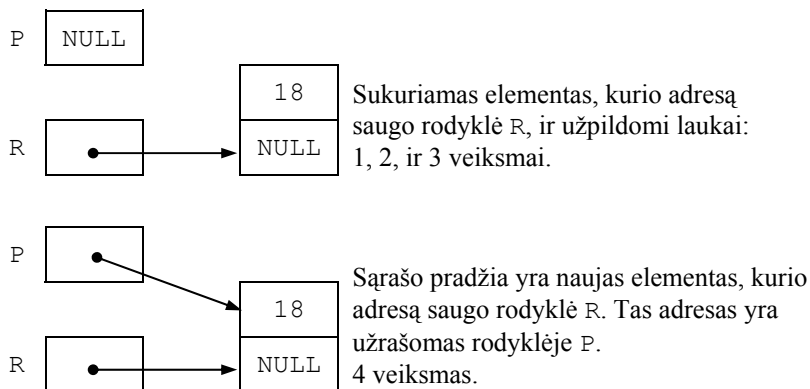 P NULL
18
Sukuriamas elementas, kurio adresą
saugo rodyklė R, ir užpildomi laukai:
1, 2, ir 3 veiksmai.
R
NULL
P
18
Sąrašo pradžia yra naujas elementas, kurio
adresą saugo rodyklė R. Tas adresas yra
užrašomas rodyklėje P.
4 veiksmas.
R
NULL